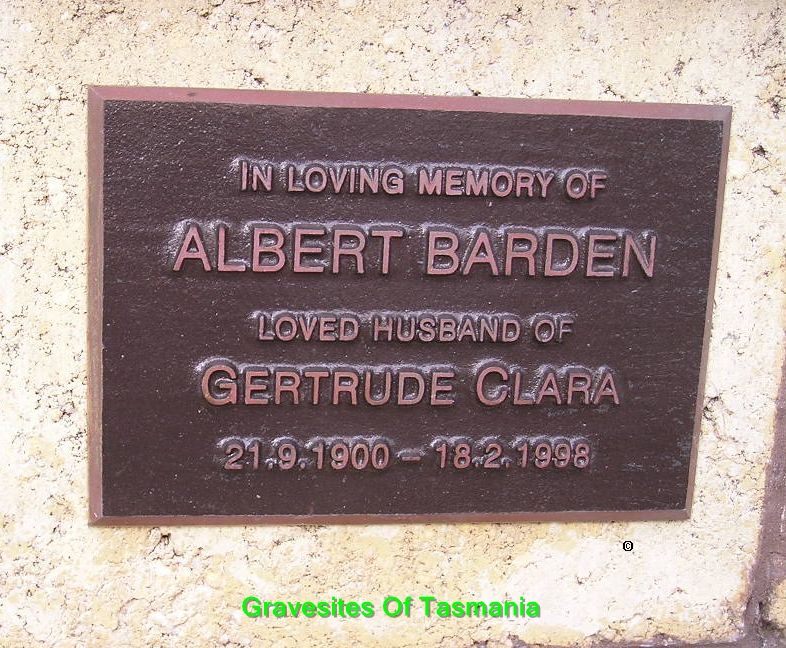 IN LOVING MEMORY OF
ALBERT BARDEN
LOVED HUSBAND OF
GERTRUDE CLARA
21.9.1900 – 18.2.1998
©
Gravesites Of Tasmania